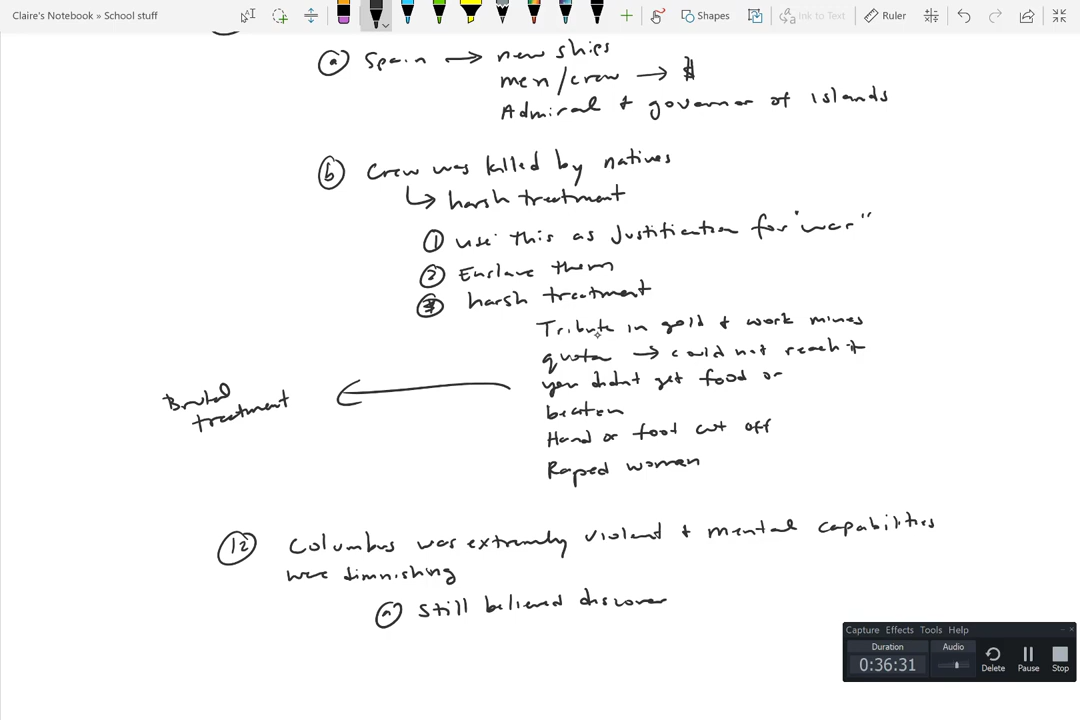 Claire's Notebook » School stuff
Shapes
Ink to Text
Ruler
a Spain → new ships
men/crew → $
Admiral + governor of islands
b Crew was killed by natives
↳ harsh treatment
1 use this as Justification for "war"
2 Enslave them
harsh treatment
Tribute in gold + work mines
quota → could not reach it
you didnt get food or
beaten
Hand or foot cut off
Raped women
Brutal
treatment
12 Columbus was extremely violent + mental capabilities
were diminishing
a Still believed discover
Capture Effects Tools Help
Duration
Audio
0:36:31
Delete
Pause
Stop